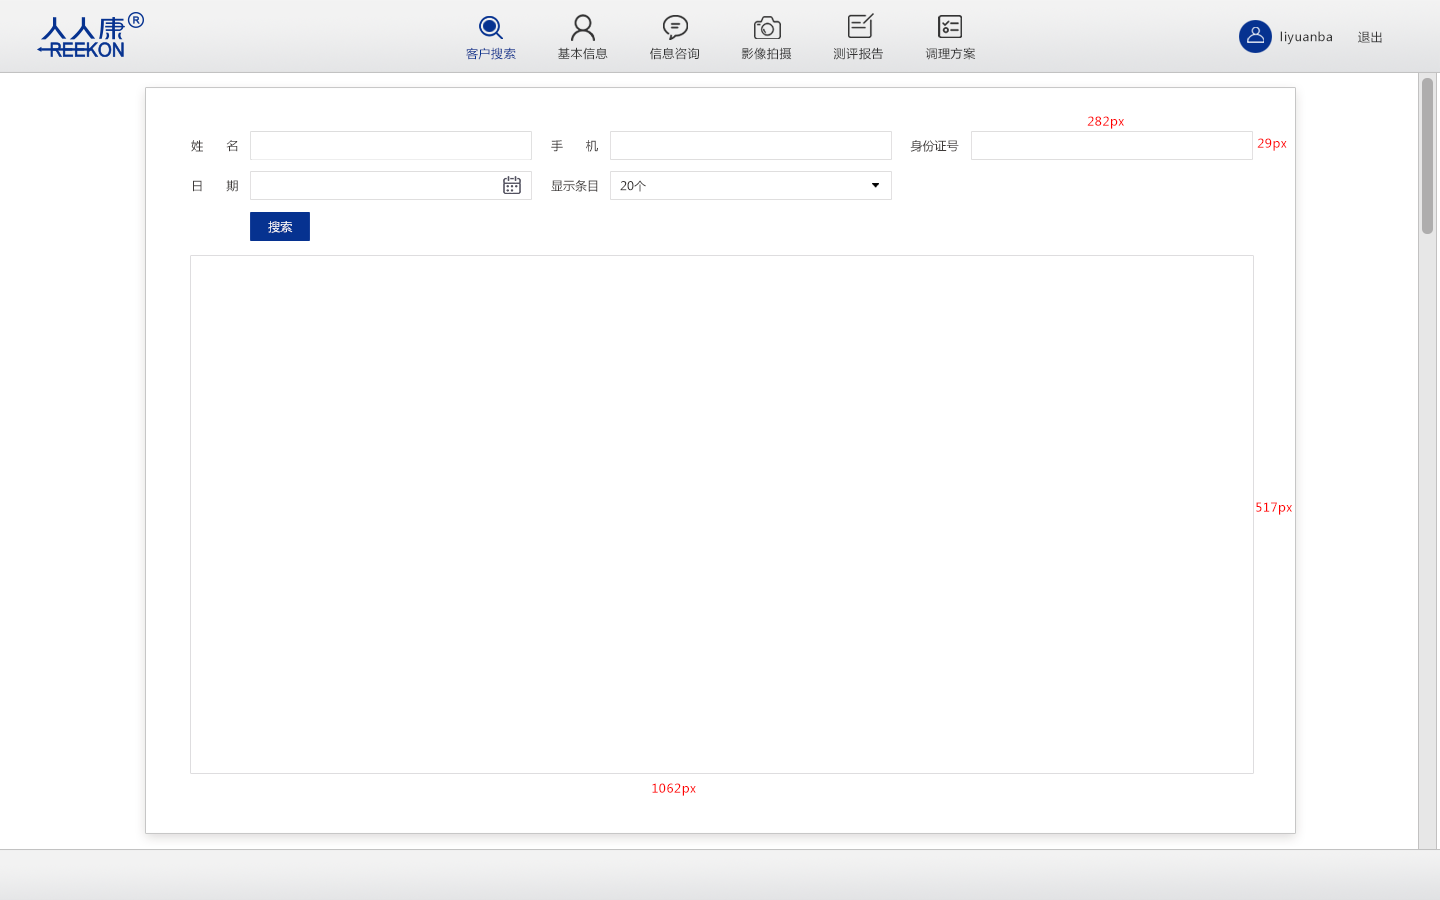 人人康®
REEKON
客户搜索 基本信息 信息咨询 影像拍摄 测评报告 调理方案
liyuanba 退出
282px
姓 名 手 机 身份证号 29px
日 期 显示条目 20个
搜索
517px
1062px